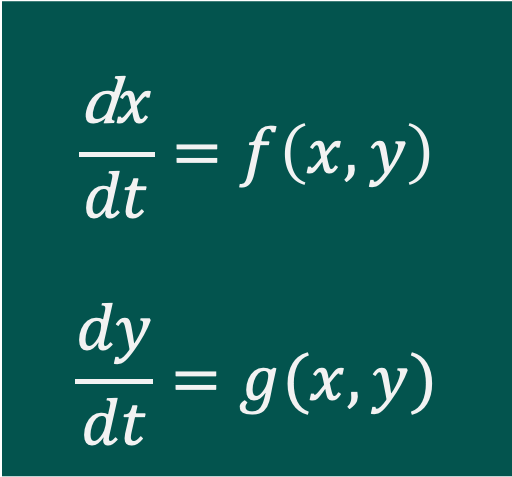 dx/dt = f(x, y)
dy/dt = g(x, y)